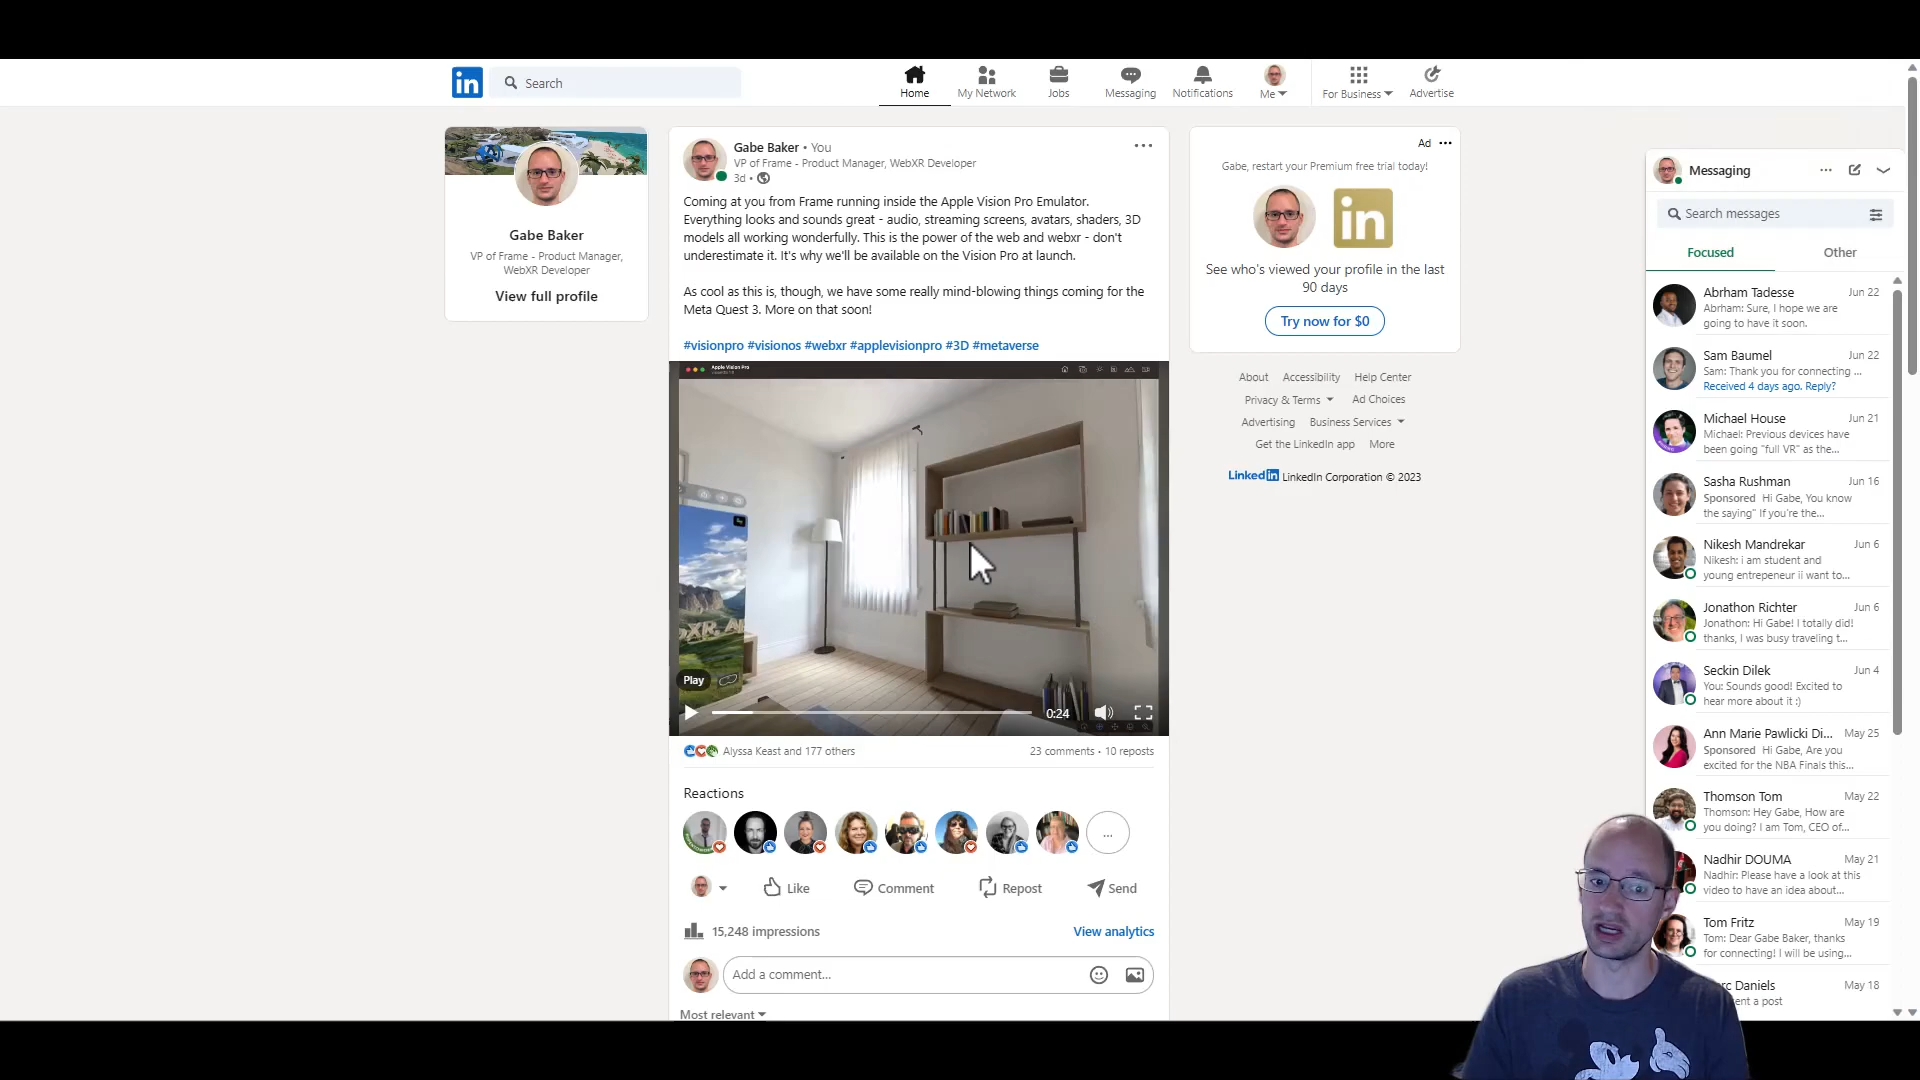 in
Search
Home
My Network
Jobs
Messaging
Notifications
Me
For Business
Advertise
Gabe Baker
VP of Frame - Product Manager,
WebXR Developer
View full profile
Gabe Baker • You
VP of Frame - Product Manager, WebXR Developer
3d •
Coming at you from Frame running inside the Apple Vision Pro Emulator.
Everything looks and sounds great - audio, streaming screens, avatars, shaders, 3D
models all working wonderfully. This is the power of the web and webxr - don't
underestimate it. It's why we'll be available on the Vision Pro at launch.
As cool as this is, though, we have some really mind-blowing things coming for the
Meta Quest 3. More on that soon!
#visionpro #visionos #webxr #applevisionpro #3D #metaverse
Apple Vision Pro
Play
0:24
Alyssa Keast and 177 others
23 comments • 10 reposts
Reactions
...
Like
Comment
Repost
Send
15,248 impressions
View analytics
Add a comment...
Most relevant
Ad
Gabe, restart your Premium free trial today!
in
See who's viewed your profile in the last
90 days
Try now for $0
About
Accessibility
Help Center
Privacy & Terms
Ad Choices
Advertising
Business Services
Get the LinkedIn app
More
LinkedIn LinkedIn Corporation © 2023
Messaging
Search messages
Focused
Other
Abrham Tadesse
Jun 22
Abrham: Sure, I hope we are
going to have it soon.
Sam Baumel
Jun 22
Sam: Thank you for connecting ...
Received 4 days ago. Reply?
Michael House
Jun 21
Michael: Previous devices have
been going "full VR" as the...
Sasha Rushman
Jun 16
Sponsored Hi Gabe, You know
the saying" If you're the...
Nikesh Mandrekar
Jun 6
Nikesh: i am student and
young entrepeneur ii want to...
Jonathon Richter
Jun 6
Jonathon: Hi Gabe! I totally did!
thanks, I was busy traveling t...
Seckin Dilek
Jun 4
You: Sounds good! Excited to
hear more about it :)
Ann Marie Pawlicki Di...
May 25
Sponsored Hi Gabe, Are you
excited for the NBA Finals this...
Thomson Tom
May 22
Thomson: Hey Gabe, How are
you doing? I am Tom, CEO of...
Nadhir DOUMA
May 21
Nadhir: Please have a look at this
video to have an idea about...
Tom Fritz
May 19
Tom: Dear Gabe Baker, thanks
for connecting! I will be using...
Daniels
May 18
a post